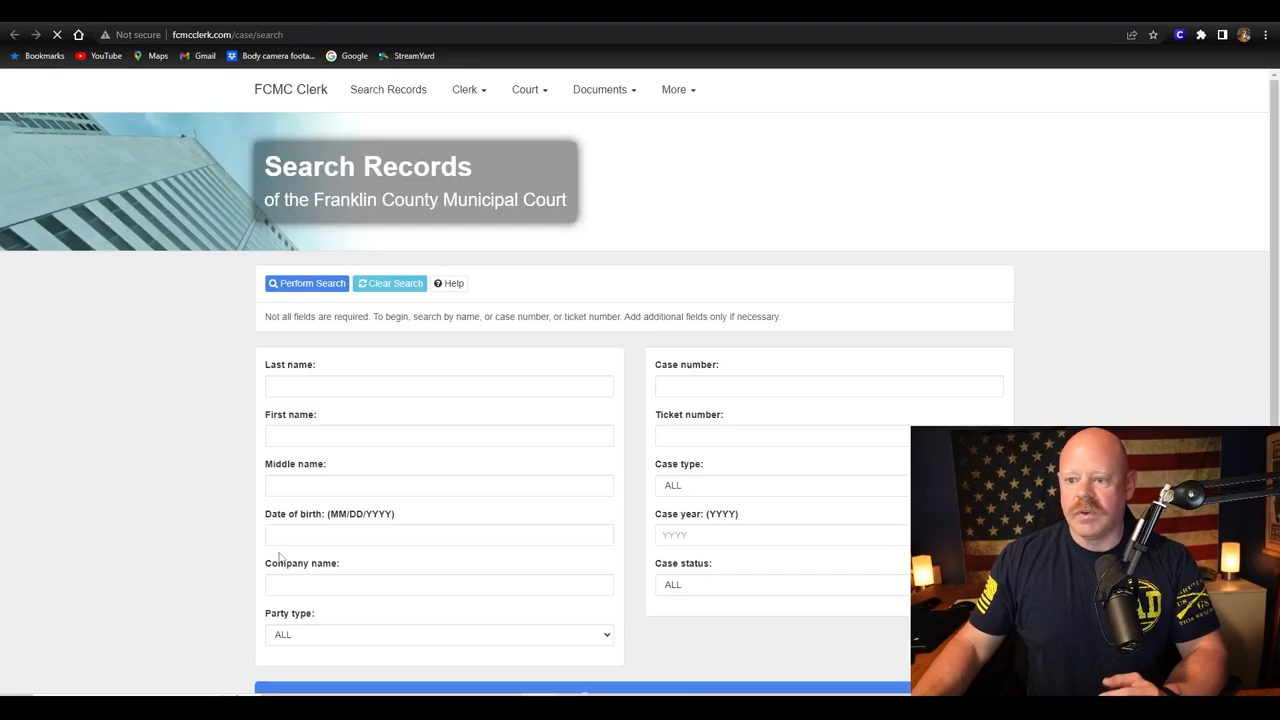 Not secure fcmcclerk.com/case/search
Bookmarks YouTube Maps Gmail Body camera foota... Google StreamYard
FCMC Clerk Search Records Clerk Court Documents More
Search Records
of the Franklin County Municipal Court
Perform Search Clear Search Help
Not all fields are required. To begin, search by name, or case number, or ticket number. Add additional fields only if necessary.
Last name:
First name:
Middle name:
Date of birth: (MM/DD/YYYY)
Company name:
Party type:
ALL
Case number:
Ticket number:
Case type:
ALL
Case year: (YYYY)
YYYY
Case status:
ALL